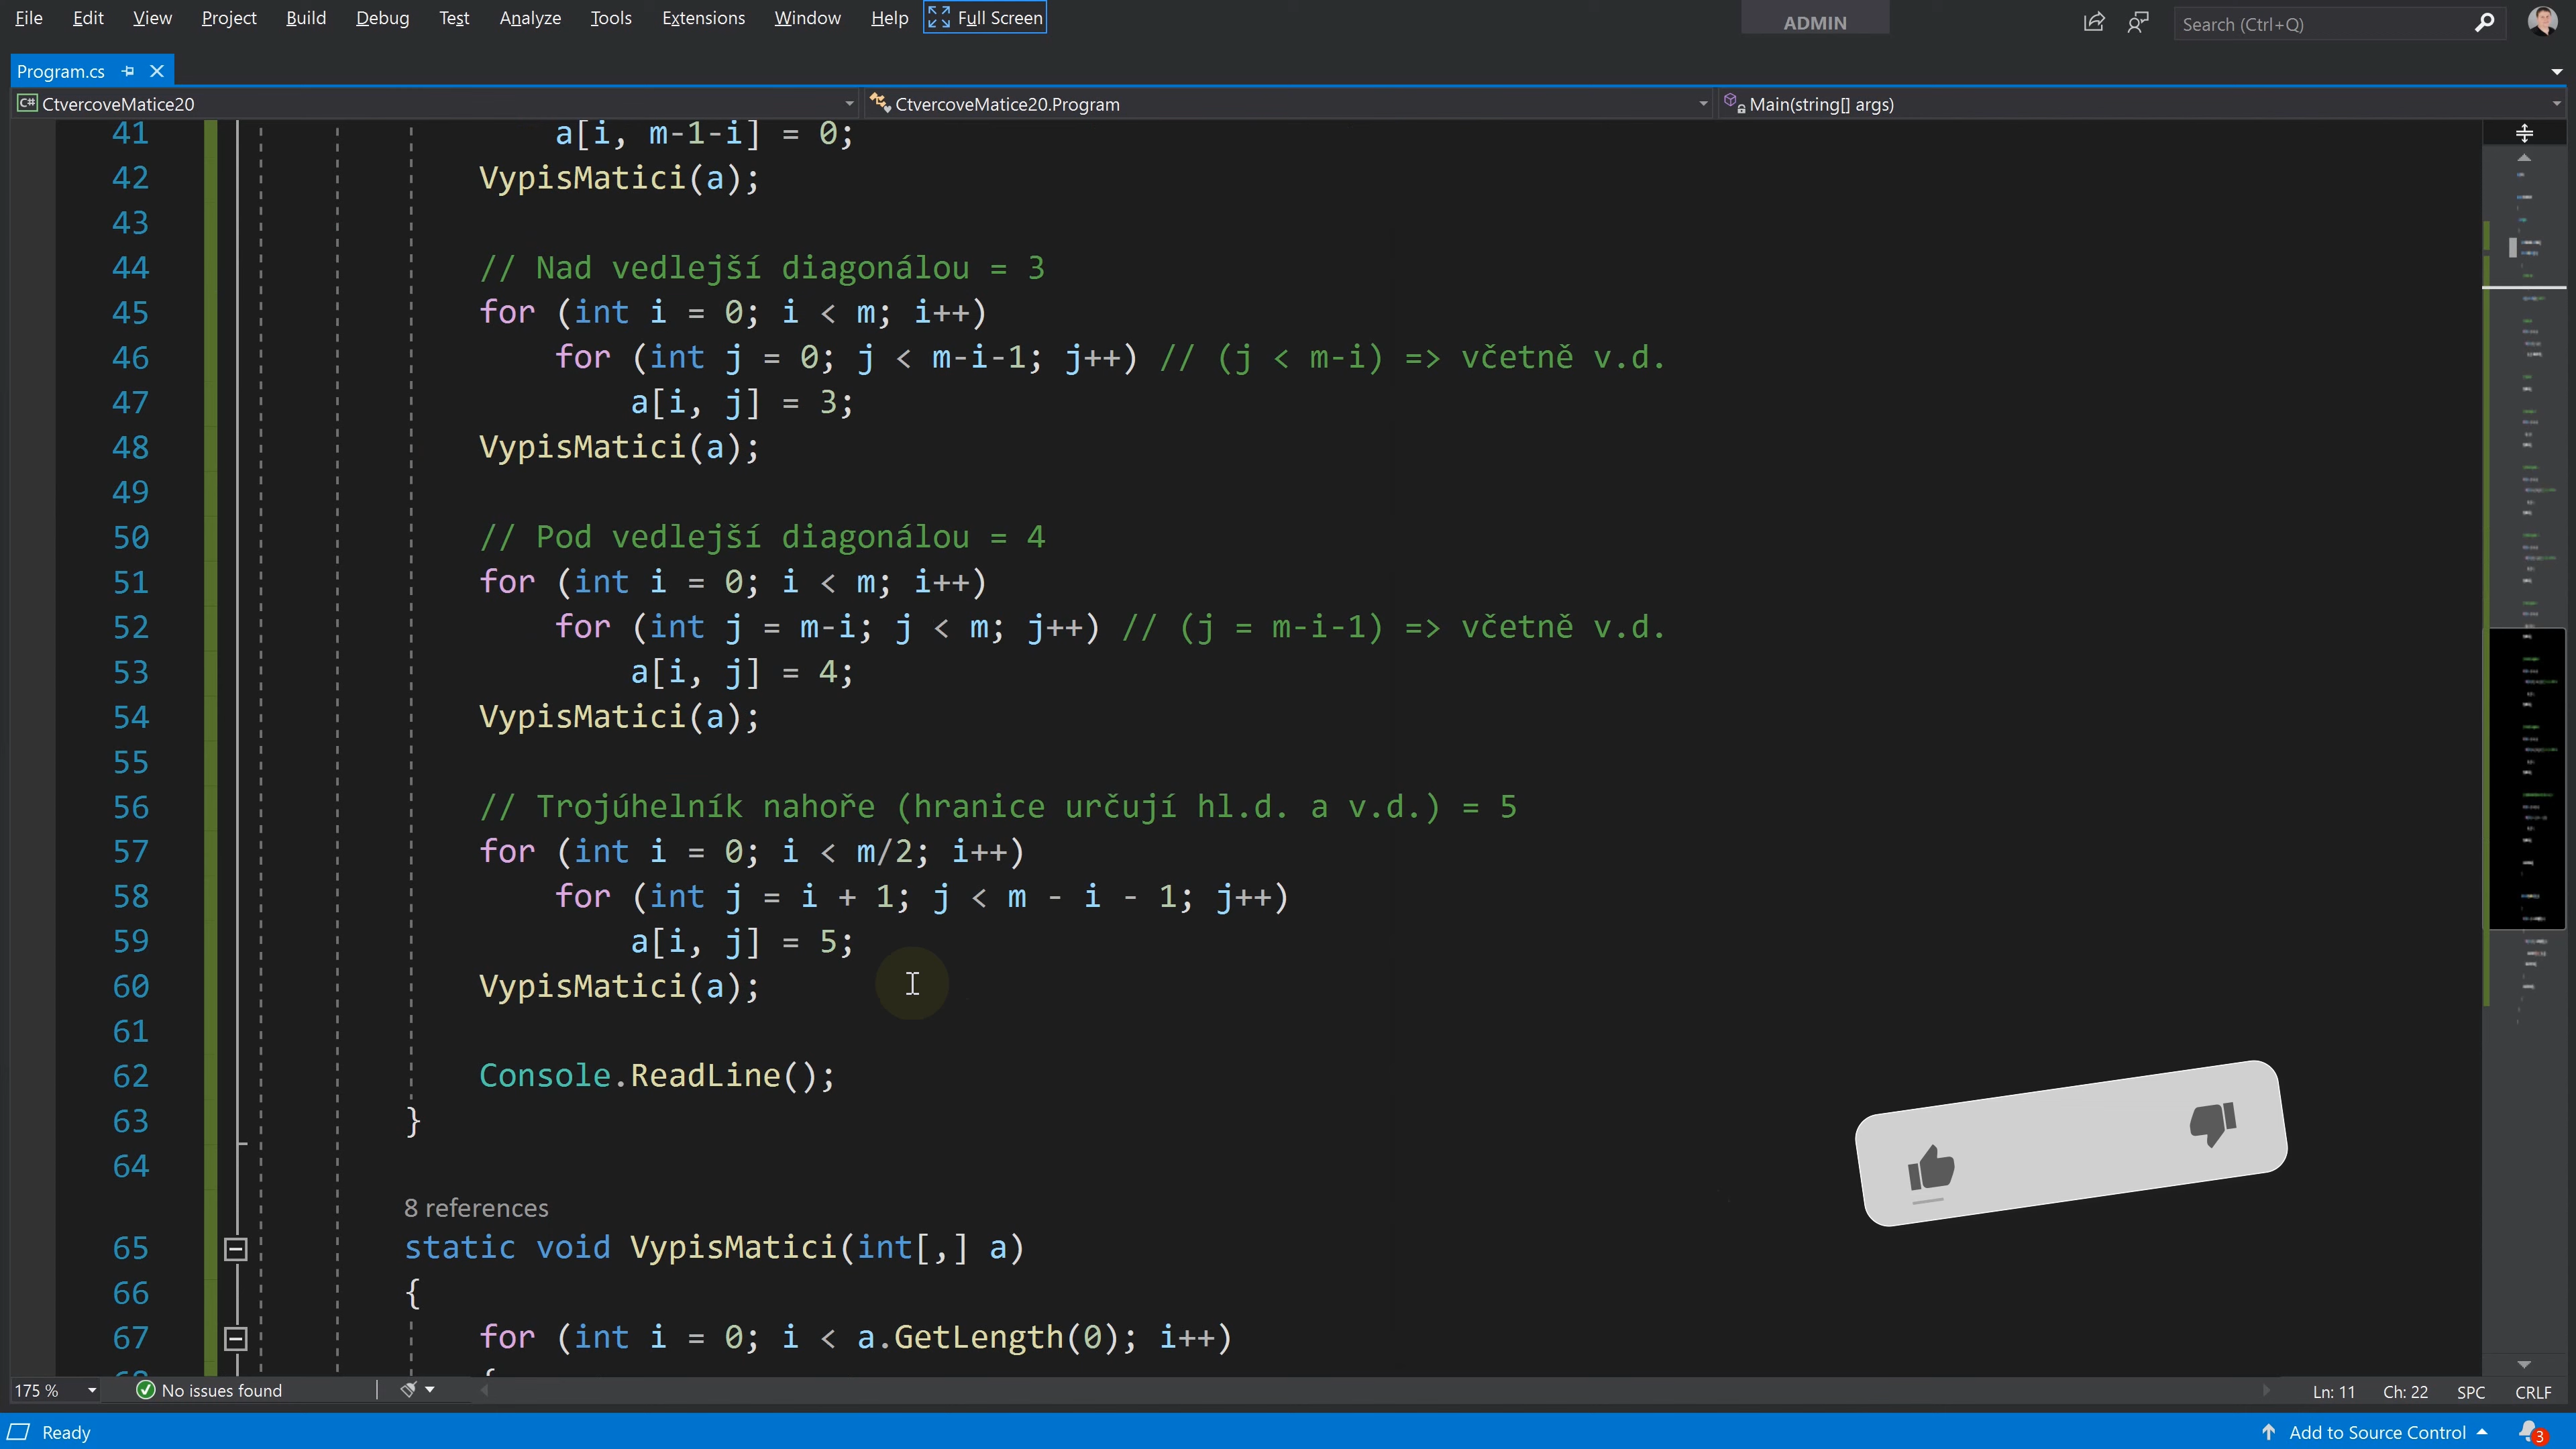 File Edit View Project Build Debug Test Analyze Tools Extensions Window Help Full Screen ADMIN Search (Ctrl+Q)
Program.cs
C# CtvercoveMatice20 CtvercoveMatice20.Program Main(string[] args)
41 a[i, m-1-i] = 0;
42 VypisMatici(a);
43
44 // Nad vedlejší diagonálou = 3
45 for (int i = 0; i < m; i++)
46 for (int j = 0; j < m-i-1; j++) // (j < m-i) => včetně v.d.
47 a[i, j] = 3;
48 VypisMatici(a);
49
50 // Pod vedlejší diagonálou = 4
51 for (int i = 0; i < m; i++)
52 for (int j = m-i; j < m; j++) // (j = m-i-1) => včetně v.d.
53 a[i, j] = 4;
54 VypisMatici(a);
55
56 // Trojúhelník nahoře (hranice určují hl.d. a v.d.) = 5
57 for (int i = 0; i < m/2; i++)
58 for (int j = i + 1; j < m - i - 1; j++)
59 a[i, j] = 5;
60 VypisMatici(a);
61
62 Console.ReadLine();
63 }
64
8 references
65 static void VypisMatici(int[,] a)
66 {
67 for (int i = 0; i < a.GetLength(0); i++)
175 % No issues found Ln: 11 Ch: 22 SPC CRLF
Ready Add to Source Control 3